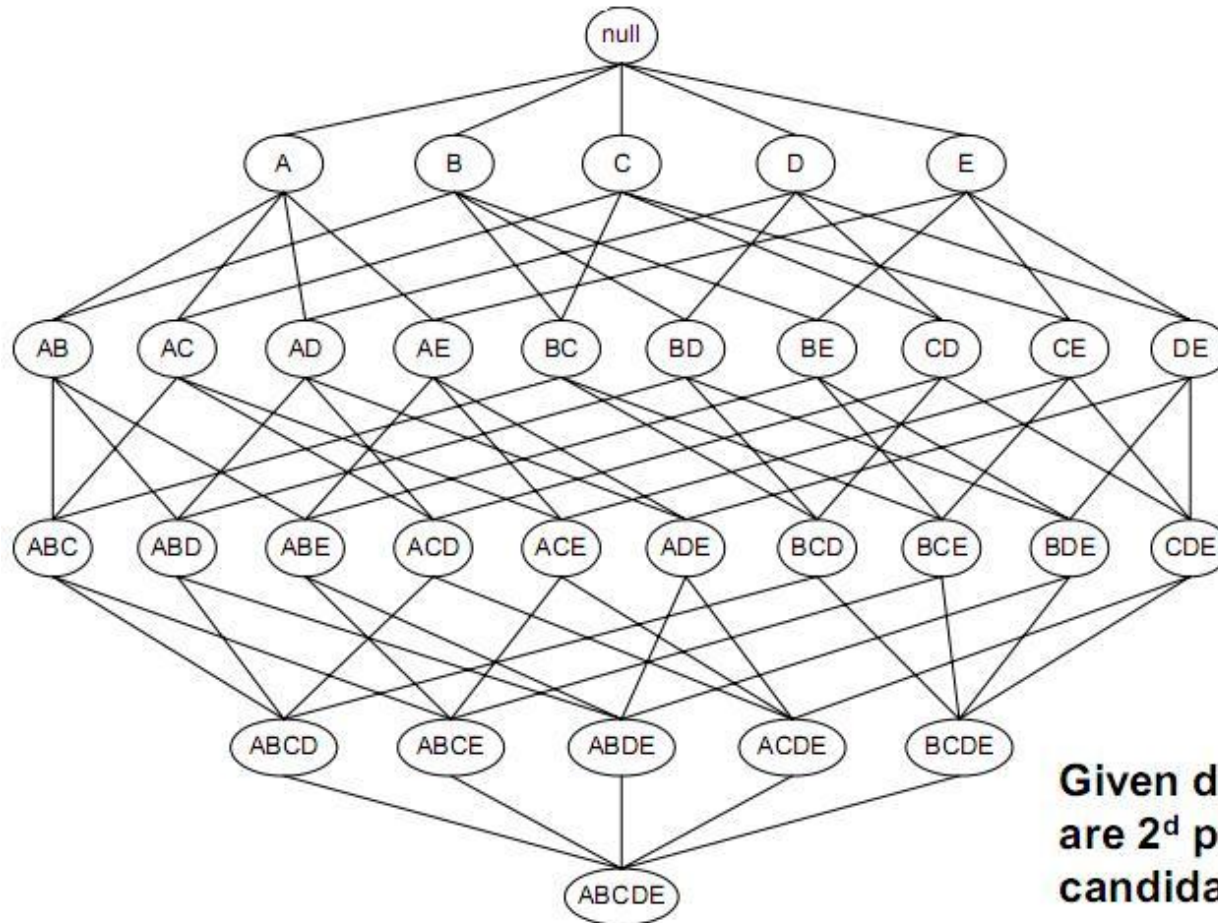 null
A B C D E
AB AC AD AE BC BD BE CD CE DE
ABC ABD ABE ACD ACE ADE BCD BCE BDE CDE
ABCD ABCE ABDE ACDE BCDE
ABCDE
Given d
are 2ᵈ p
candida